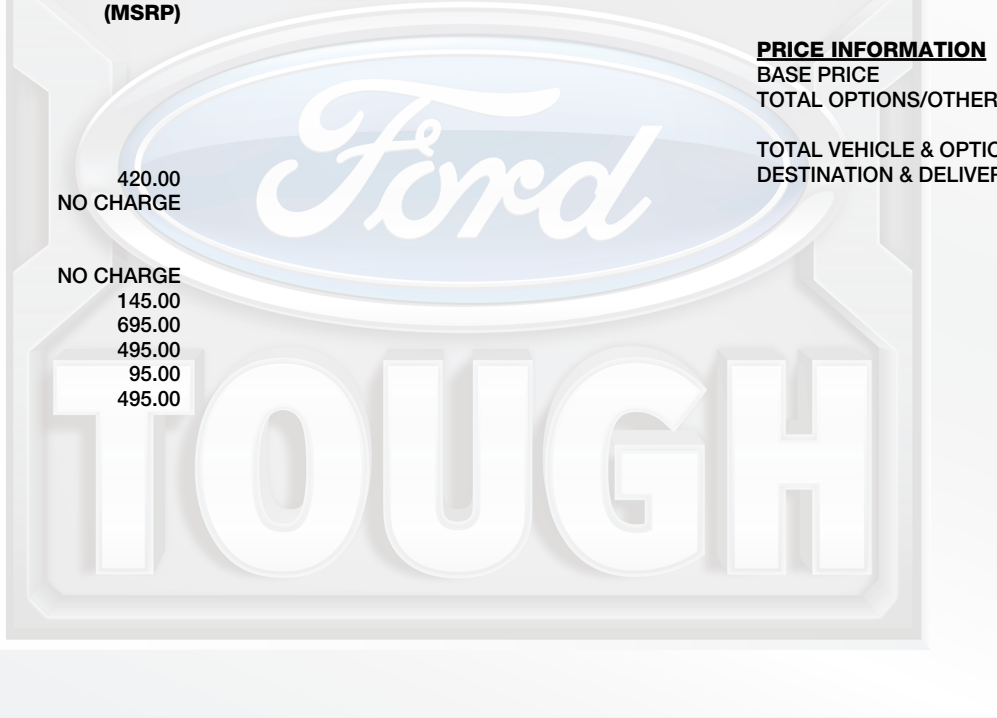 (MSRP)
PRICE INFORMATION
BASE PRICE
TOTAL OPTIONS/OTHER
TOTAL VEHICLE & OPTIO
DESTINATION & DELIVER
420.00
NO CHARGE
NO CHARGE
145.00
695.00
495.00
95.00
495.00
Ford
TOUGH